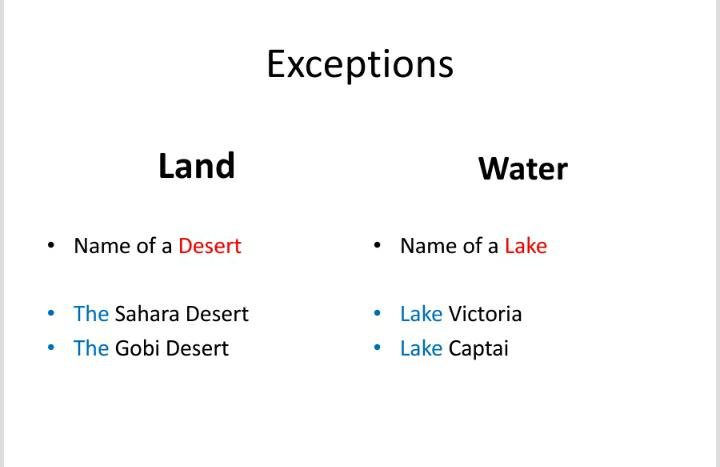 Exceptions
Land
• Name of a Desert
• The Sahara Desert
• The Gobi Desert
Water
• Name of a Lake
• Lake Victoria
• Lake Captai